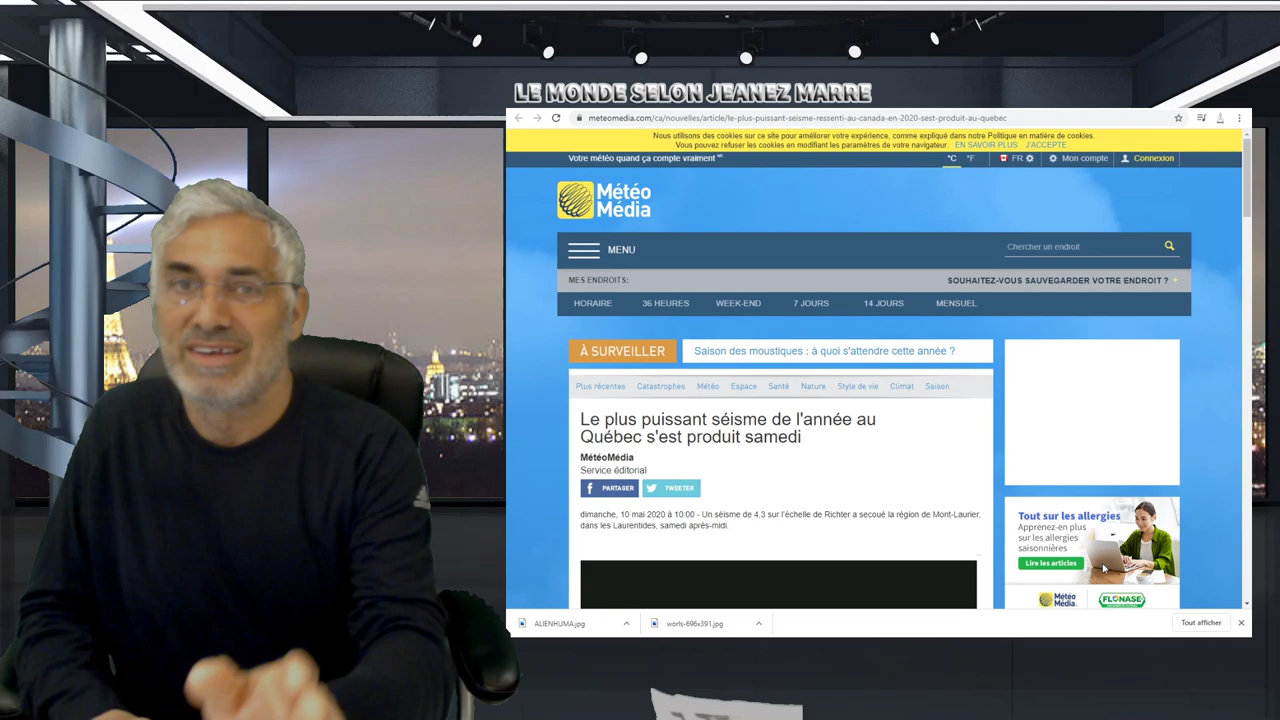 LE MONDE SELON JEANEZ MARRE
meteomedia.com/ca/nouvelles/article/le-plus-puissant-seisme-ressenti-au-canada-en-2020-sest-produit-au-quebec
Nous utilisons des cookies sur ce site pour améliorer votre expérience, comme expliqué dans notre Politique en matière de cookies.
Vous pouvez refuser les cookies en modifiant les paramètres de votre navigateur. EN SAVOIR PLUS J'ACCEPTE
Votre météo quand ça compte vraiment MC
°C °F FR Mon compte Connexion
Météo
Média
MENU
Chercher un endroit
MES ENDROITS:
SOUHAITEZ-VOUS SAUVEGARDER VOTRE ENDROIT ?
HORAIRE 36 HEURES WEEK-END 7 JOURS 14 JOURS MENSUEL
À SURVEILLER
Saison des moustiques : à quoi s'attendre cette année ?
Plus récentes Catastrophes Météo Espace Santé Nature Style de vie Climat Saison
Le plus puissant séisme de l'année au
Québec s'est produit samedi
MétéoMédia
Service éditorial
PARTAGER TWEETER
dimanche, 10 mai 2020 à 10:00 - Un séisme de 4,3 sur l'échelle de Richter a secoué la région de Mont-Laurier,
dans les Laurentides, samedi après-midi.
Tout sur les allergies
Apprenez-en plus
sur les allergies
saisonnières
Lire les articles
Météo
Média
FLONASE
ALIENHUMA.jpg
worls-696x391.jpg
Tout afficher